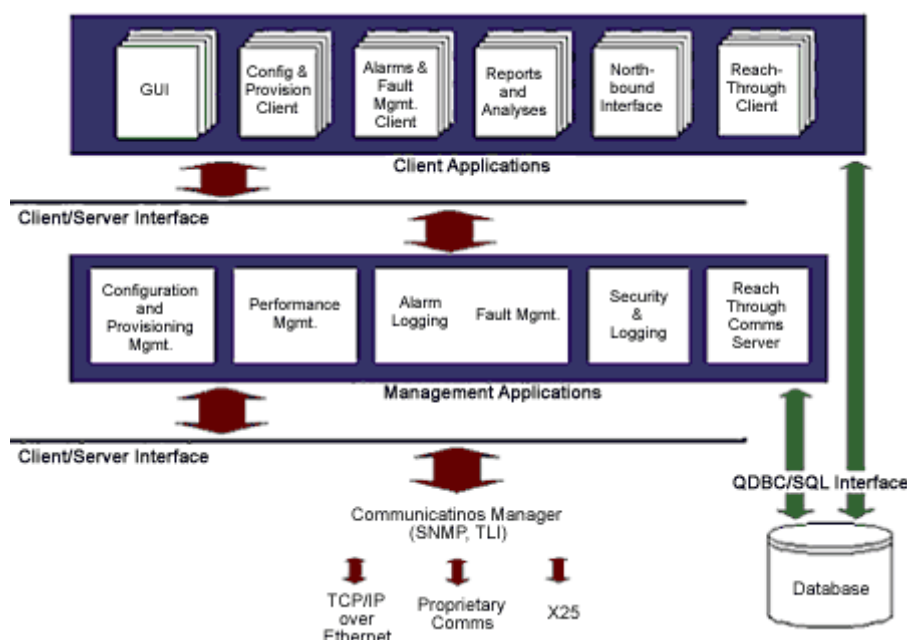 GUI
Config &
Provision
Client
Alarms &
Fault
Mgmt.
Client
Reports
and
Analyses
North-
bound
Interface
Reach-
Through
Client
Client Applications
Client/Server Interface
Configuration
and
Provisioning
Mgmt.
Performance
Mgmt.
Alarm
Logging
Fault Mgmt.
Security
&
Logging
Reach
Through
Comms
Server
Management Applications
Client/Server Interface
QDBC/SQL Interface
Communicatinos Manager
(SNMP, TLI)
TCP/IP
over
Ethernet
Proprietary
Comms
X25
Database